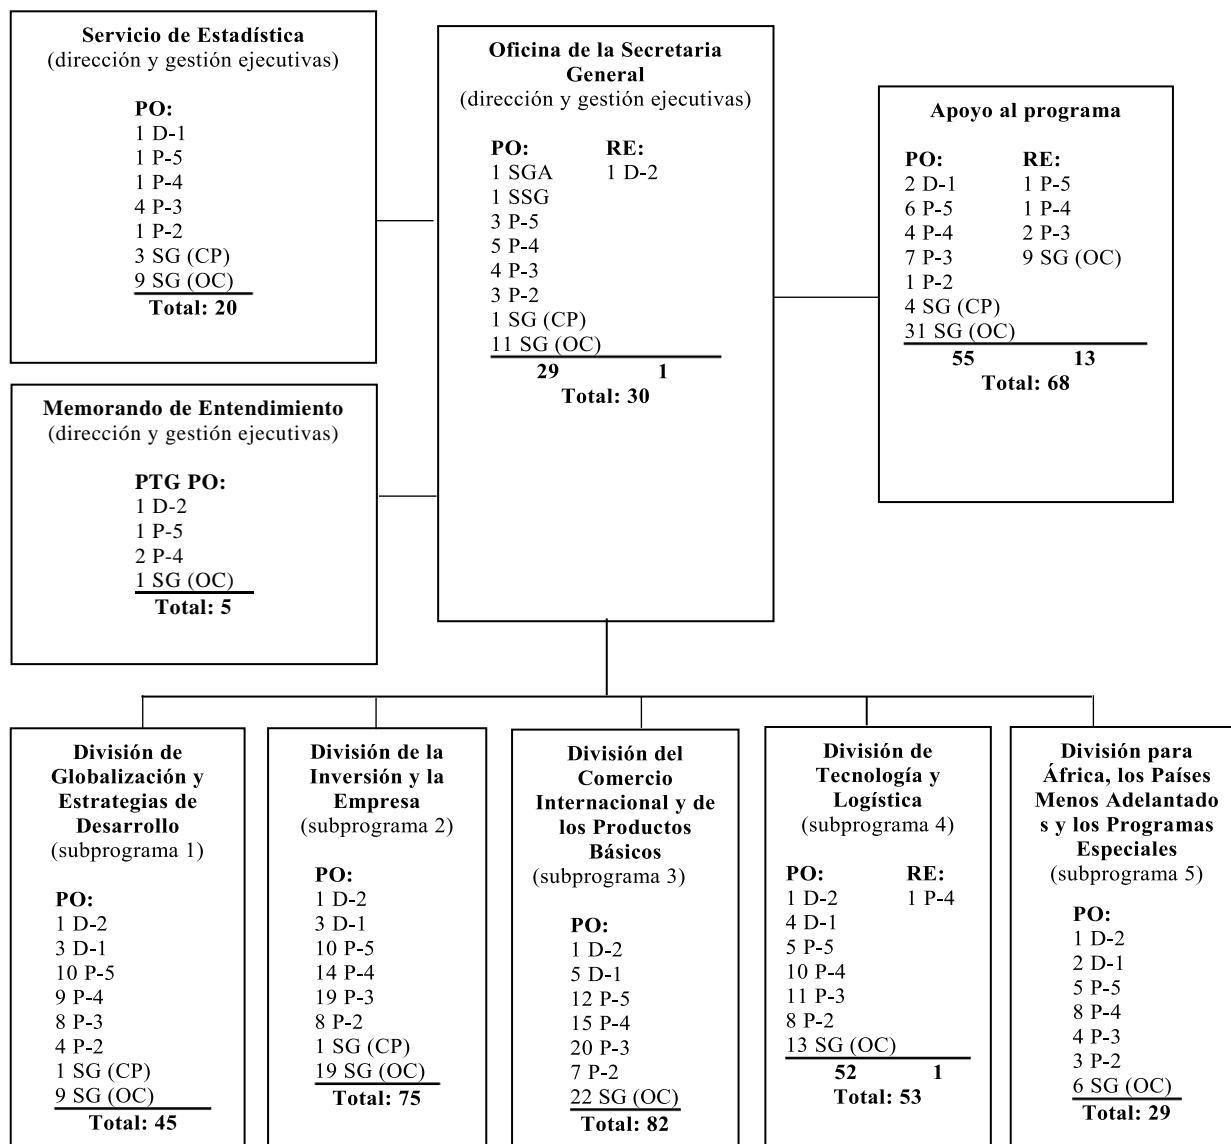 Servicio de Estadística
(dirección y gestión ejecutivas)
PO:
1 D-1
1 P-5
1 P-4
4 P-3
1 P-2
3 SG (CP)
9 SG (OC)
Total: 20
Memorando de Entendimiento
(dirección y gestión ejecutivas)
PTG PO:
1 D-2
1 P-5
2 P-4
1 SG (OC)
Total: 5
Oficina de la Secretaria
General
(dirección y gestión ejecutivas)
PO: RE:
1 SGA 1 D-2
1 SSG
3 P-5
5 P-4
4 P-3
3 P-2
1 SG (CP)
11 SG (OC)
29 1
Total: 30
Apoyo al programa
PO: RE:
2 D-1 1 P-5
6 P-5 1 P-4
4 P-4 2 P-3
7 P-3 9 SG (OC)
1 P-2
4 SG (CP)
31 SG (OC)
55 13
Total: 68
División de
Globalización y
Estrategias de
Desarrollo
(subprograma 1)
PO:
1 D-2
3 D-1
10 P-5
9 P-4
8 P-3
4 P-2
1 SG (CP)
9 SG (OC)
Total: 45
División de la
Inversión y la
Empresa
(subprograma 2)
PO:
1 D-2
3 D-1
10 P-5
14 P-4
19 P-3
8 P-2
1 SG (CP)
19 SG (OC)
Total: 75
División del
Comercio
Internacional y de
los Productos
Básicos
(subprograma 3)
PO:
1 D-2
5 D-1
12 P-5
15 P-4
20 P-3
7 P-2
22 SG (OC)
Total: 82
División de
Tecnología y
Logística
(subprograma 4)
PO: RE:
1 D-2 1 P-4
4 D-1
5 P-5
10 P-4
11 P-3
8 P-2
13 SG (OC)
52 1
Total: 53
División para
África, los Países
Menos Adelantado
s y los Programas
Especiales
(subprograma 5)
PO:
1 D-2
2 D-1
5 P-5
8 P-4
4 P-3
3 P-2
6 SG (OC)
Total: 29